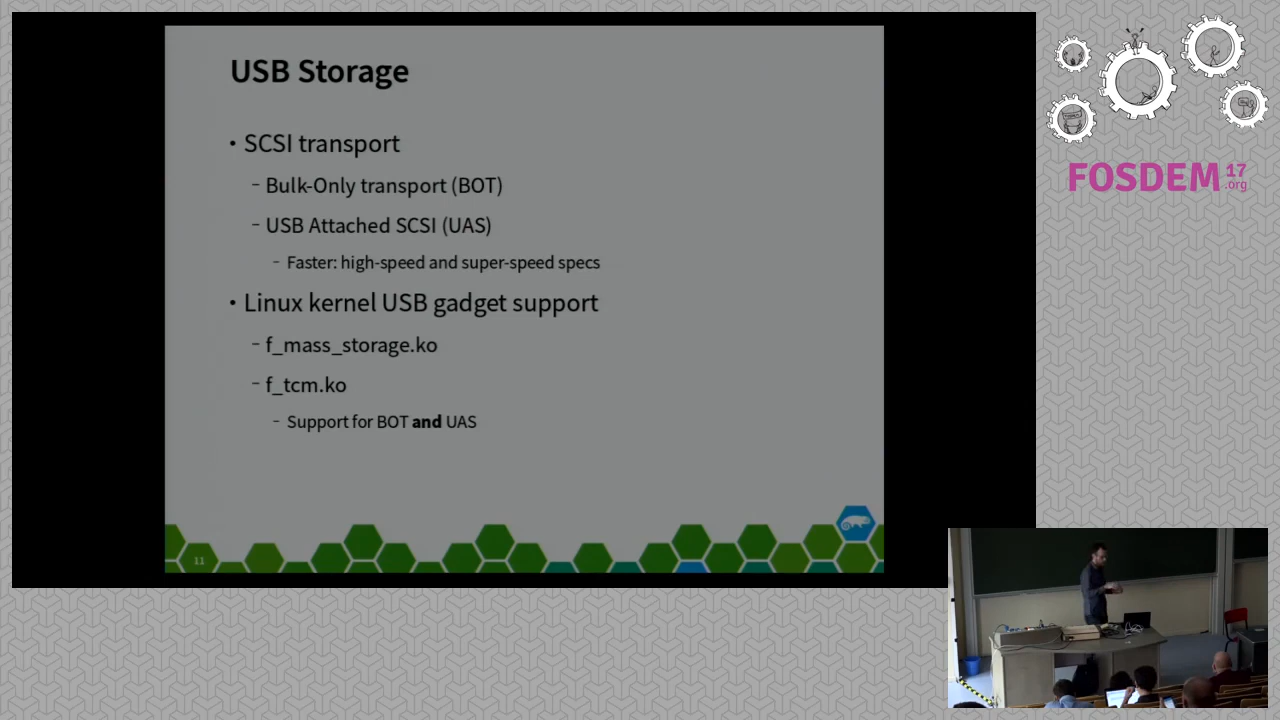 USB Storage
• SCSI transport
– Bulk-Only transport (BOT)
– USB Attached SCSI (UAS)
– Faster: high-speed and super-speed specs
• Linux kernel USB gadget support
– f_mass_storage.ko
– f_tcm.ko
– Support for BOT and UAS
11
FOSDEM 17
.org